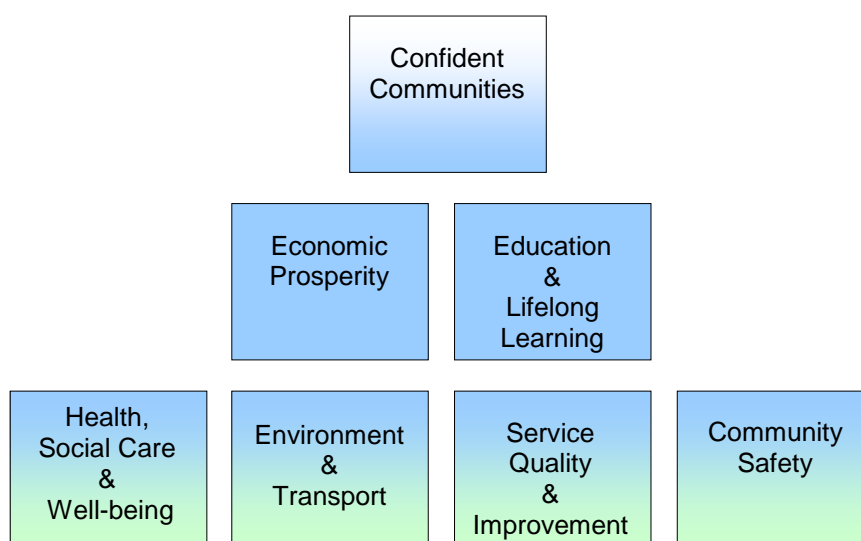 Confident
Communities
Economic
Prosperity
Education
&
Lifelong
Learning
Health,
Social Care
&
Well-being
Environment
&
Transport
Service
Quality
&
Improvement
Community
Safety